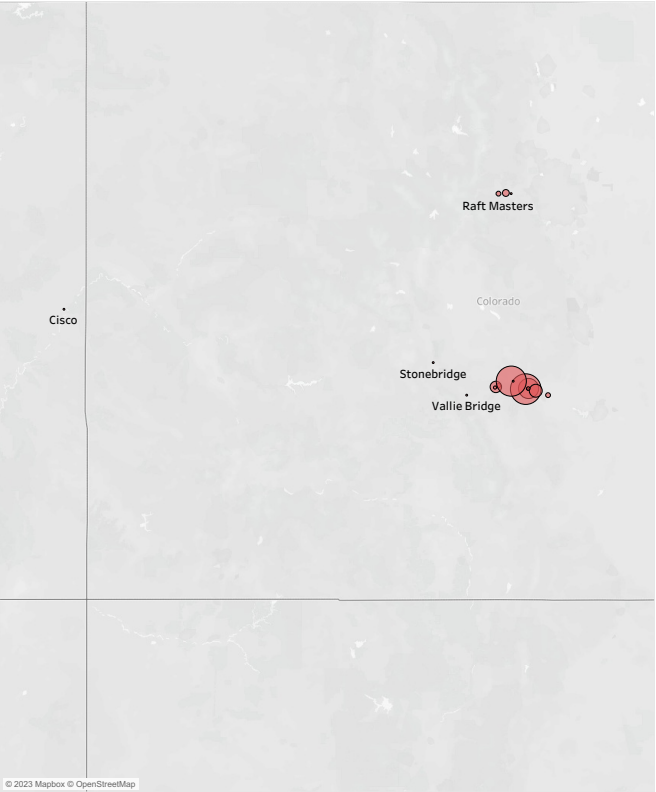 Raft Masters
Colorado
Cisco
Stonebridge
Vallie Bridge
© 2023 Mapbox © OpenStreetMap